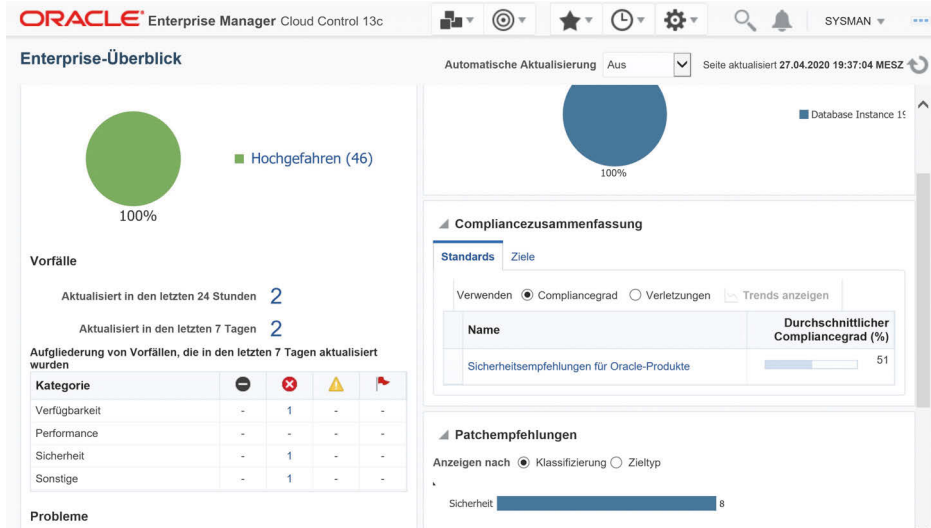 ORACLE Enterprise Manager Cloud Control 13c
SYSMAN
Enterprise-Überblick
Automatische Aktualisierung Aus
Seite aktualisiert 27.04.2020 19:37:04 MESZ
100%
Hochgefahren (46)
Vorfälle
Aktualisiert in den letzten 24 Stunden 2
Aktualisiert in den letzten 7 Tagen 2
Aufgliederung von Vorfällen, die in den letzten 7 Tagen aktualisiert
wurden
Kategorie
Verfügbarkeit - 1 - -
Performance - - - -
Sicherheit - 1 - -
Sonstige - 1 - -
Probleme
100%
Database Instance 19
Compliancezusammenfassung
Standards Ziele
Verwenden Compliancegrad Verletzungen Trends anzeigen
Name Durchschnittlicher
Compliancegrad (%)
Sicherheitsempfehlungen für Oracle-Produkte 51
Patchempfehlungen
Anzeigen nach Klassifizierung Zieltyp
Sicherheit 8